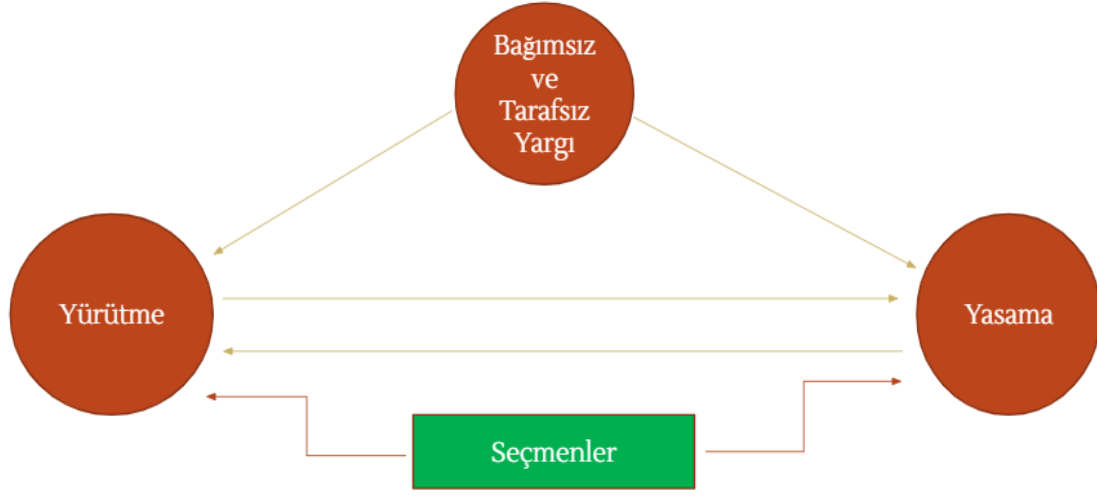 Bağımsız
ve
Tarafsız
Yargı
Yürütme
Yasama
Seçmenler